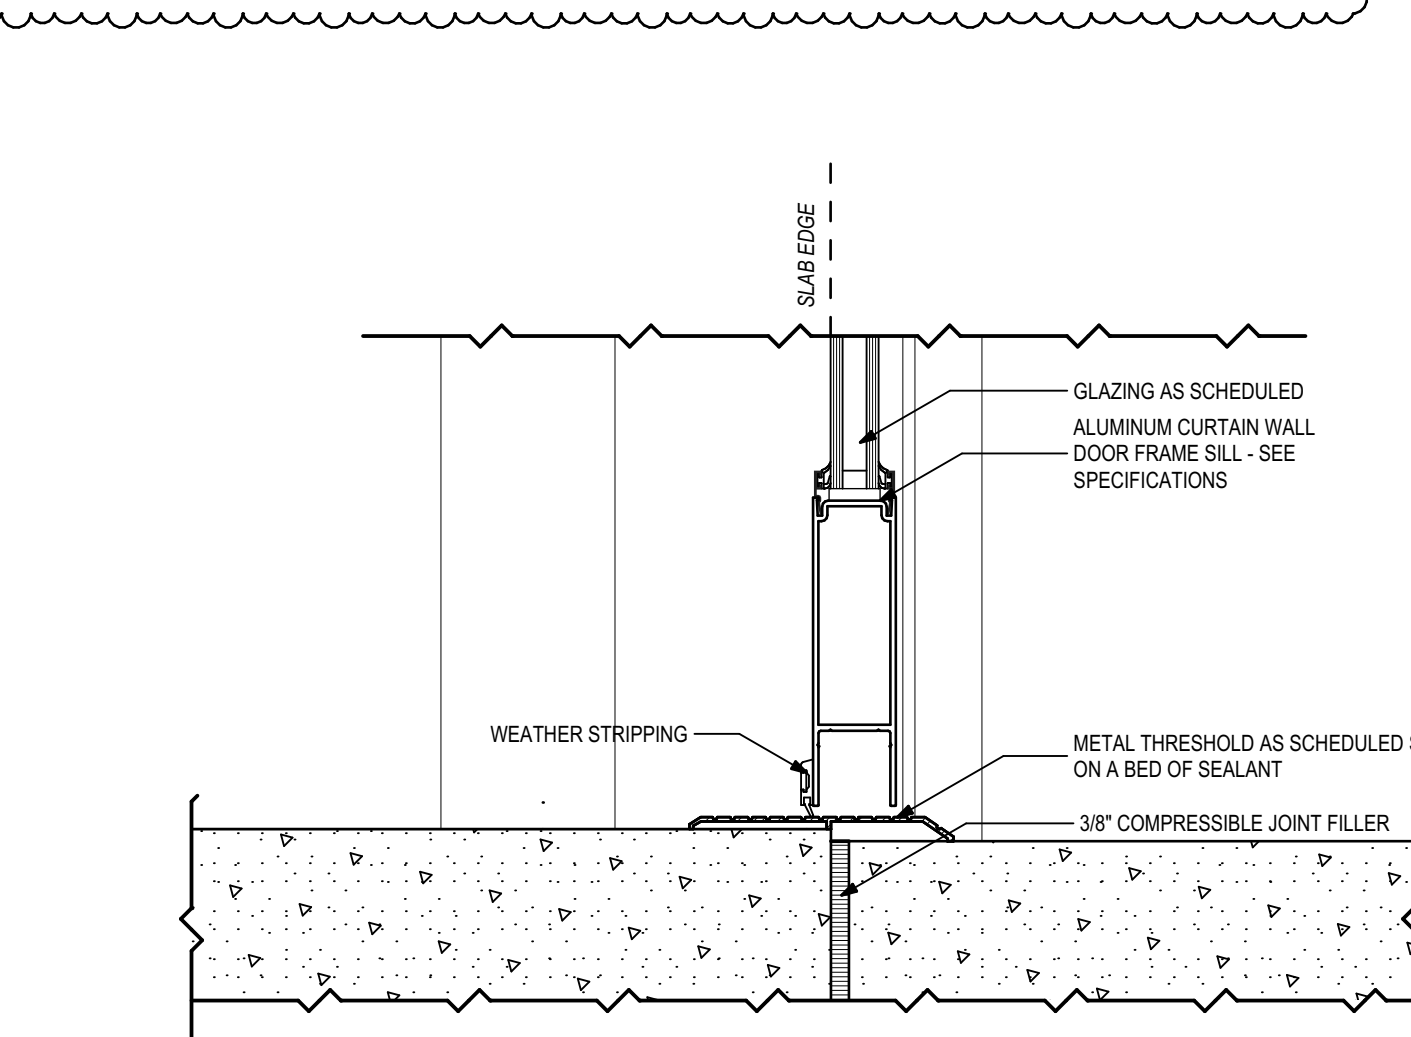 SLAB EDGE
GLAZING AS SCHEDULED
ALUMINUM CURTAIN WALL
DOOR FRAME SILL - SEE
SPECIFICATIONS
WEATHER STRIPPING
METAL THRESHOLD AS SCHEDULED
ON A BED OF SEALANT
3/8" COMPRESSIBLE JOINT FILLER